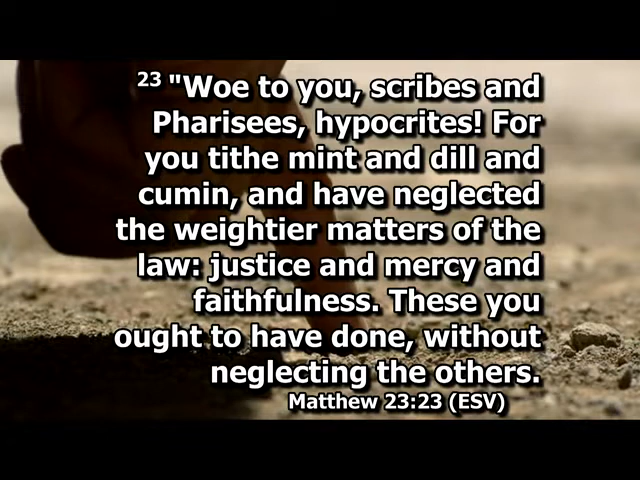 23 "Woe to you, scribes and
Pharisees, hypocrites! For
you tithe mint and dill and
cumin, and have neglected
the weightier matters of the
law: justice and mercy and
faithfulness. These you
ought to have done, without
neglecting the others.
Matthew 23:23 (ESV)